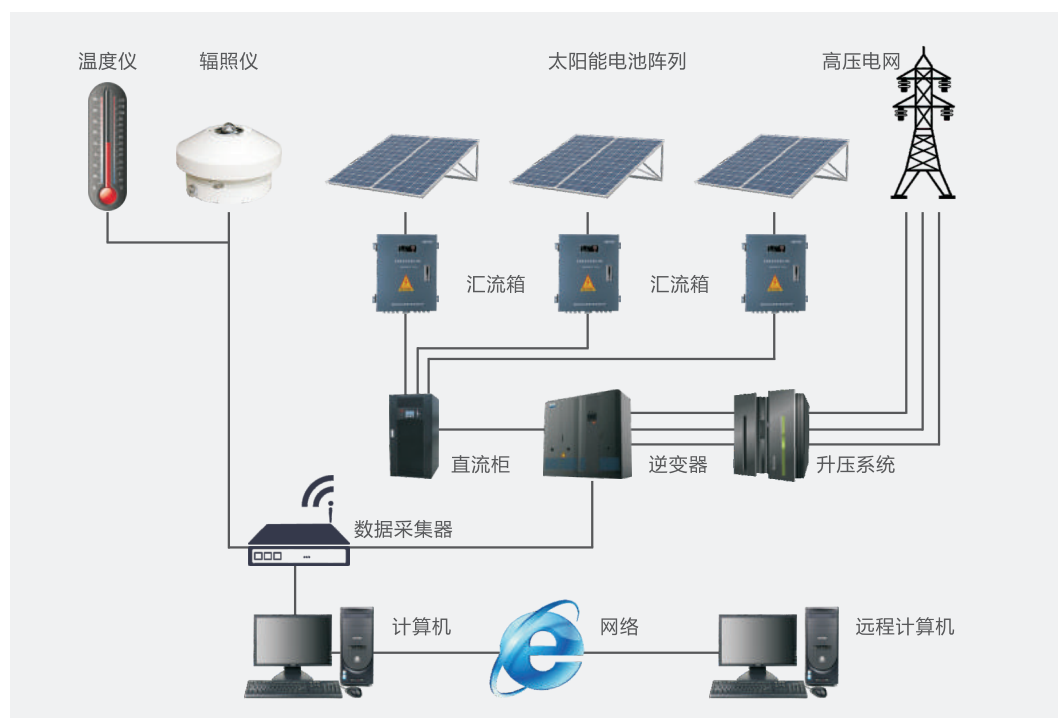 温度仪
辐照仪
太阳能电池阵列
高压电网
汇流箱
汇流箱
直流柜
逆变器
升压系统
数据采集器
计算机
网络
远程计算机